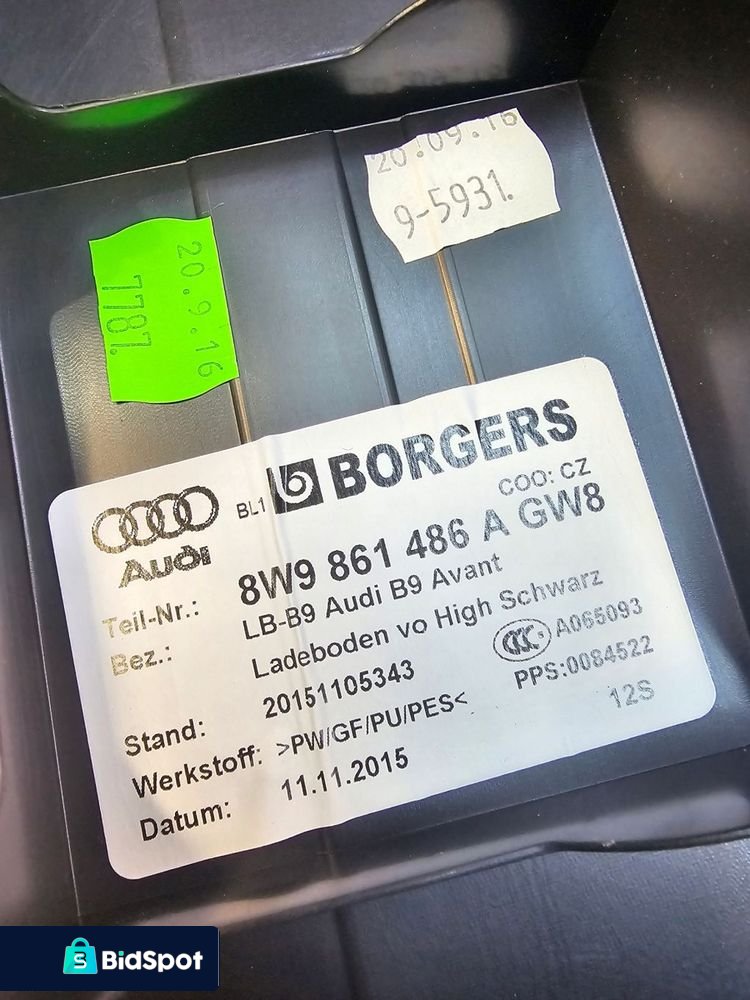 20.09.16
9-5931.
20.9.16
7787.
BL1 BORGERS
Audi
COO: CZ
Teil-Nr.: 8W9 861 486 A GW8
Bez.: LB-B9 Audi B9 Avant
Ladeboden vo High Schwarz
Stand: 20151105343
CCC A065093
Werkstoff: >PW/GF/PU/PES<
PPS:0084522
Datum: 11.11.2015
12S
BidSpot